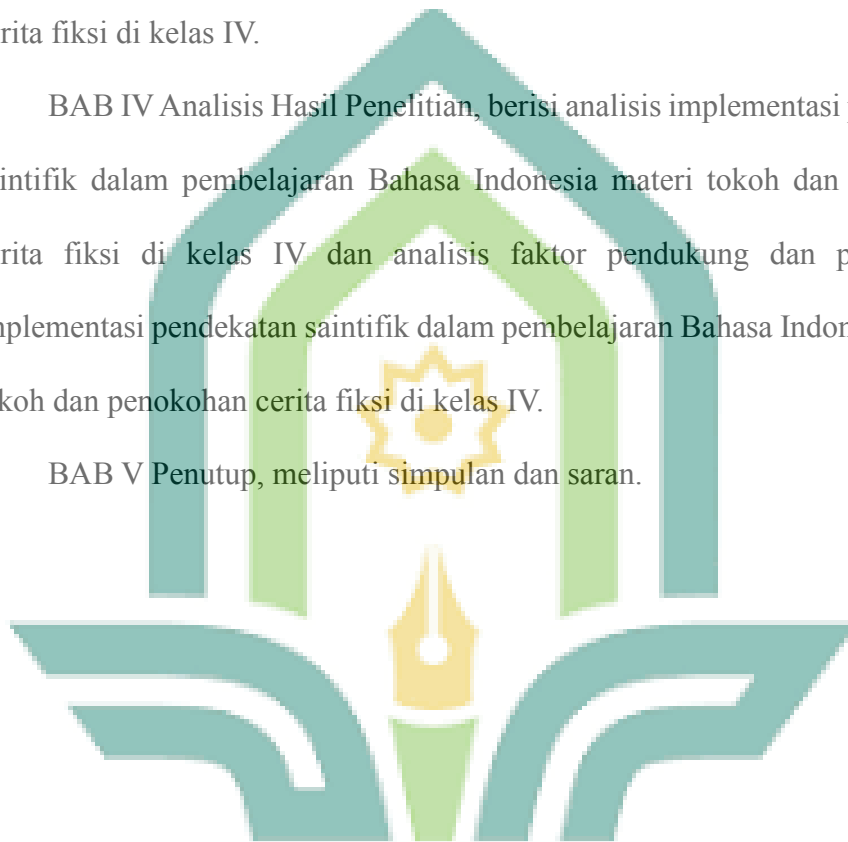 rita fiksi di kelas IV.
BAB IV Analisis Hasil Penelitian, berisi analisis implementasi
intifik dalam pembelajaran Bahasa Indonesia materi tokoh dan
rita fiksi di kelas IV dan analisis faktor pendukung dan p
nplementasi pendekatan saintifik dalam pembelajaran Bahasa Indon
koh dan penokohan cerita fiksi di kelas IV.
BAB V Penutup, meliputi simpulan dan saran.